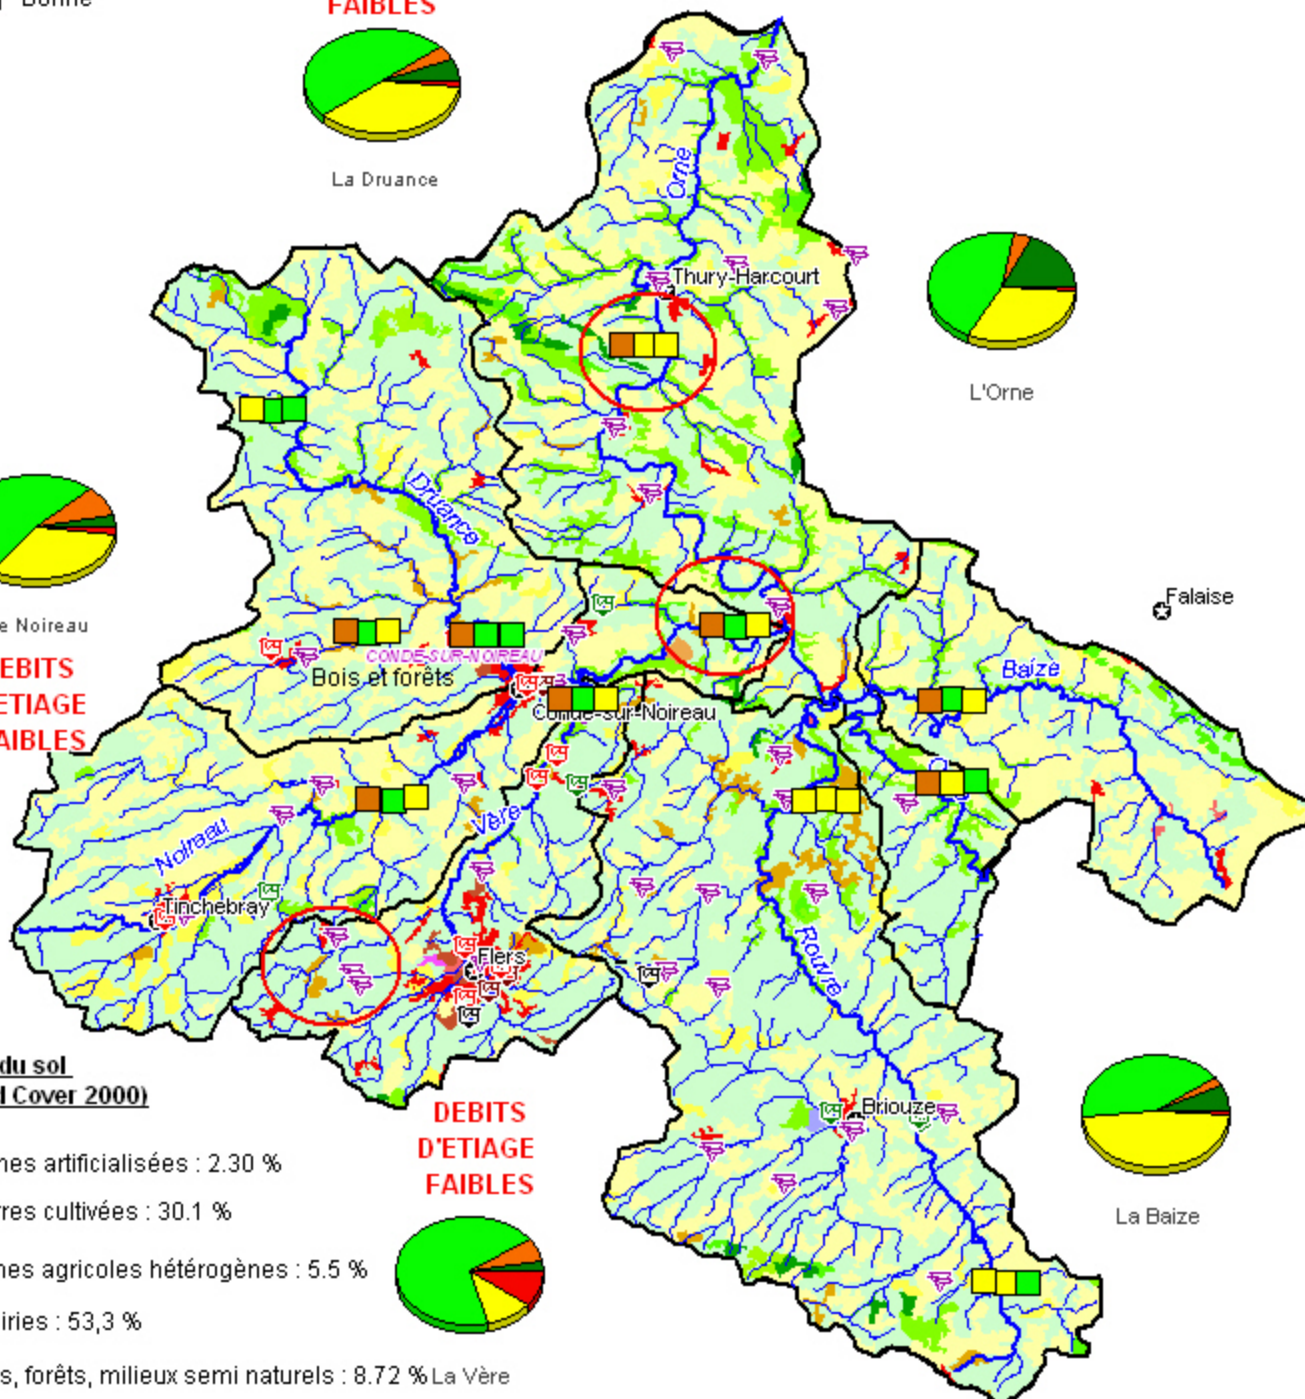 Bonne
FAIBLES
La Druance
Orne
Thury-Harcourt
L'Orne
Druance
Falaise
e Noireau
EBITS
ETIAGE
AIBLES
CONDE-SUR-NOIREAU
Bois et forêts
Baize
Condé-sur-Noireau
Vère
Noireau
Tinchebray
Flers
Rouvre
du sol
d Cover 2000)
Briouze
DEBITS
D'ETIAGE
FAIBLES
nes artificialisées : 2.30 %
rres cultivées : 30.1 %
La Baize
nes agricoles hétérogènes : 5.5 %
iries : 53,3 %
s, forêts, milieux semi naturels : 8.72 %
La Vère